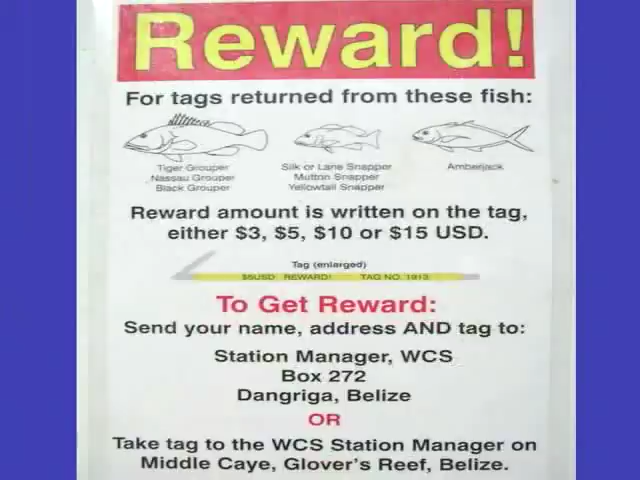 Reward!
For tags returned from these fish:
Tiger Grouper
Nassau Grouper
Black Grouper
Silk or Lane Snapper
Mutton Snapper
Yellowtail Snapper
Amberjack
Reward amount is written on the tag,
either $3, $5, $10 or $15 USD.
Tag (enlarged)
$5USD REWARD! TAG NO. 1913
To Get Reward:
Send your name, address AND tag to:
Station Manager, WCS
Box 272
Dangriga, Belize
OR
Take tag to the WCS Station Manager on
Middle Caye, Glover's Reef, Belize.